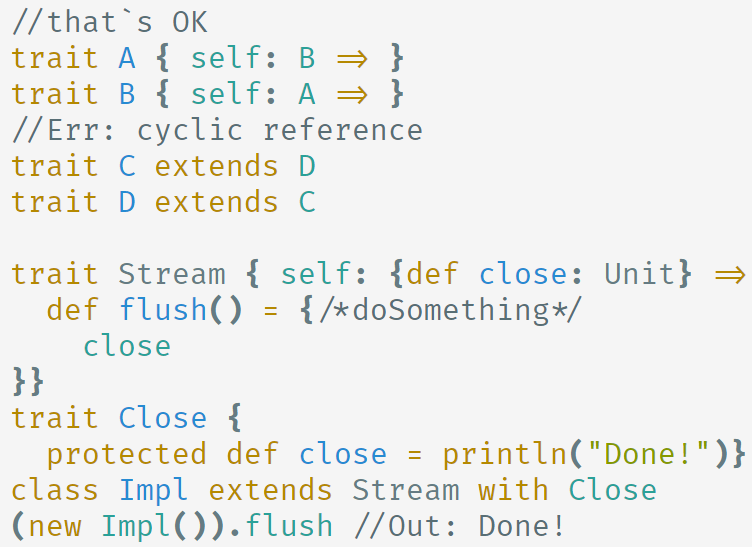 //that`s OK
trait A { self: B => }
trait B { self: A => }
//Err: cyclic reference
trait C extends D
trait D extends C

trait Stream { self: {def close: Unit} =>
  def flush() = {/*doSomething*/
    close
}}
trait Close {
  protected def close = println("Done!")}
class Impl extends Stream with Close
(new Impl()).flush //Out: Done!